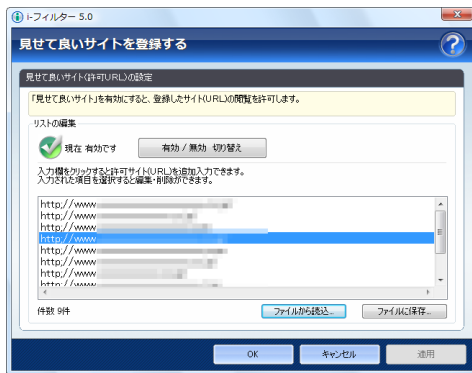 i-フィルター 5.0
見せて良いサイトを登録する
見せて良いサイト(許可URL)の設定
「見せて良いサイト」を有効にすると、登録したサイト(URL)の閲覧を許可します。
リストの編集
現在 有効です
有効 / 無効 切り替え
入力欄をクリックすると許可サイト(URL)を追加入力できます。
入力された項目を選択すると編集・削除ができます。
http://www
http://www
http://www
http://www
http://www
http://www
http://www
件数 9件
ファイルから読込...
ファイルに保存...
OK
キャンセル
適用